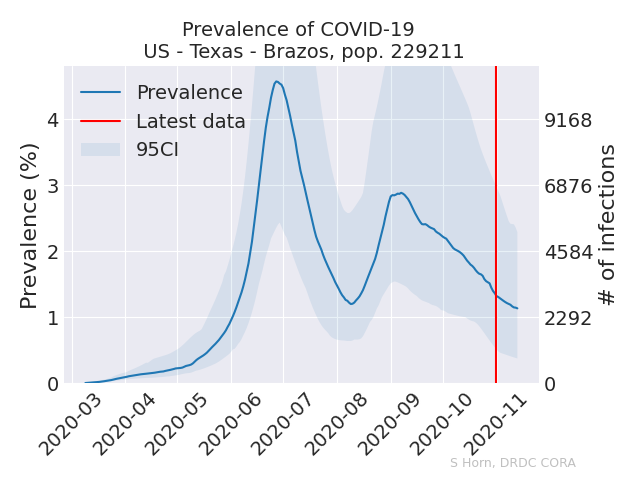 Prevalence of COVID-19
US - Texas - Brazos, pop. 229211
Prevalence
Latest data
95CI
Prevalence (%)
4
3
2
1
0
9168
6876
4584
2292
0
# of infections
2020-03
2020-04
2020-05
2020-06
2020-07
2020-08
2020-09
2020-10
2020-11
S Horn, DRDC CORA